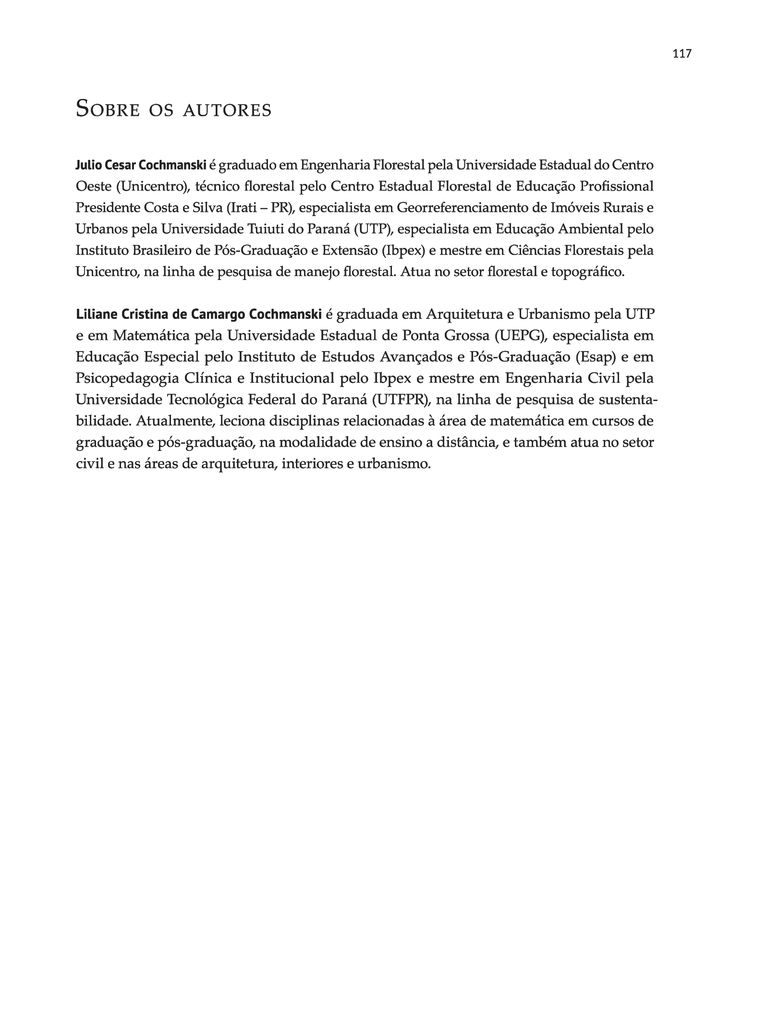 117
Sobre os autores
Julio Cesar Cochmanski é graduado em Engenharia Florestal pela Universidade Estadual do Centro
Oeste (Unicentro), técnico florestal pelo Centro Estadual Florestal de Educação Profissional
Presidente Costa e Silva (Irati – PR), especialista em Georreferenciamento de Imóveis Rurais e
Urbanos pela Universidade Tuiuti do Paraná (UTP), especialista em Educação Ambiental pelo
Instituto Brasileiro de Pós-Graduação e Extensão (Ibpex) e mestre em Ciências Florestais pela
Unicentro, na linha de pesquisa de manejo florestal. Atua no setor florestal e topográfico.
Liliane Cristina de Camargo Cochmanski é graduada em Arquitetura e Urbanismo pela UTP
e em Matemática pela Universidade Estadual de Ponta Grossa (UEPG), especialista em
Educação Especial pelo Instituto de Estudos Avançados e Pós-Graduação (Esap) e em
Psicopedagogia Clínica e Institucional pelo Ibpex e mestre em Engenharia Civil pela
Universidade Tecnológica Federal do Paraná (UTFPR), na linha de pesquisa de sustenta-
bilidade. Atualmente, leciona disciplinas relacionadas à área de matemática em cursos de
graduação e pós-graduação, na modalidade de ensino a distância, e também atua no setor
civil e nas áreas de arquitetura, interiores e urbanismo.